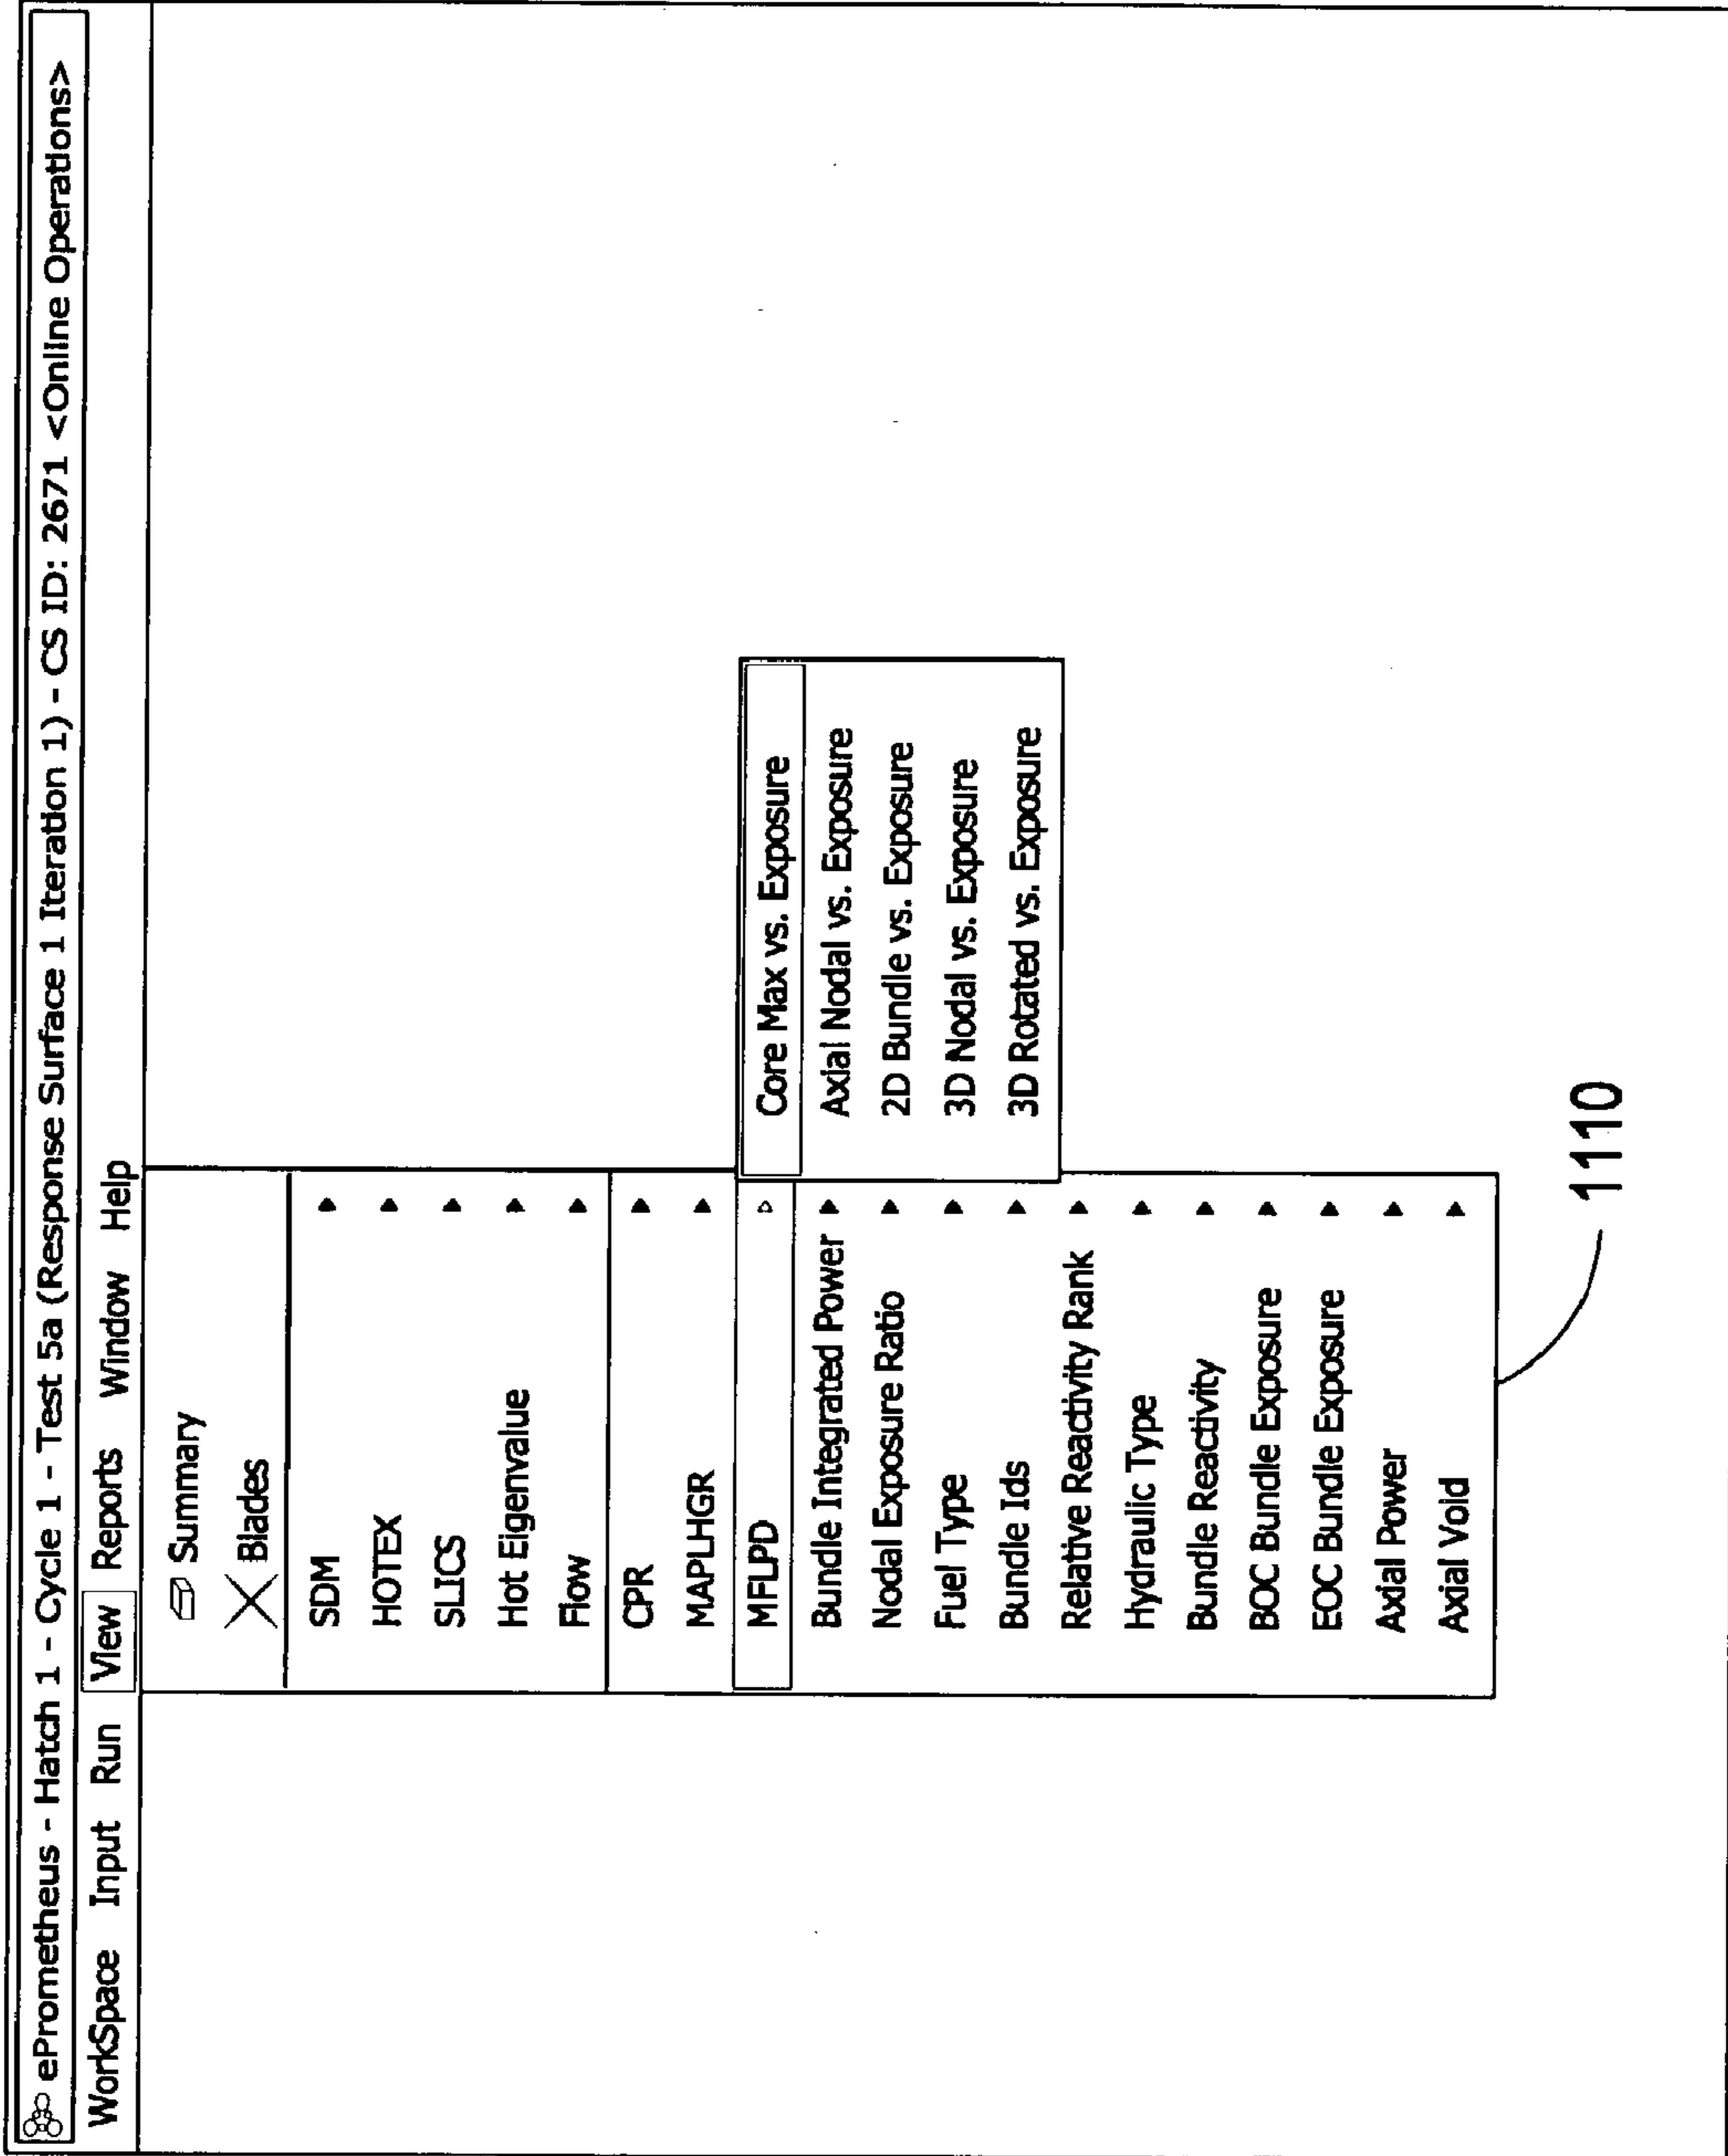 ePrometheus - Hatch 1 - Cycle 1 - Test 5a (Response Surface 1 Iteration 1) - CS ID: 2671 <Online Operations>
WorkSpace Input Run View Reports Window Help
Summary
Blades
SDM
HOTEX
SLICS
Hot Eigenvalue
Flow
CPR
MAPLHGR
MFLPD
Core Max vs. Exposure
Axial Nodal vs. Exposure
2D Bundle vs. Exposure
3D Nodal vs. Exposure
3D Rotated vs. Exposure
Bundle Integrated Power
Nodal Exposure Ratio
Fuel Type
Bundle Ids
Relative Reactivity Rank
Hydraulic Type
Bundle Reactivity
BOC Bundle Exposure
EOC Bundle Exposure
Axial Power
Axial Void
1110